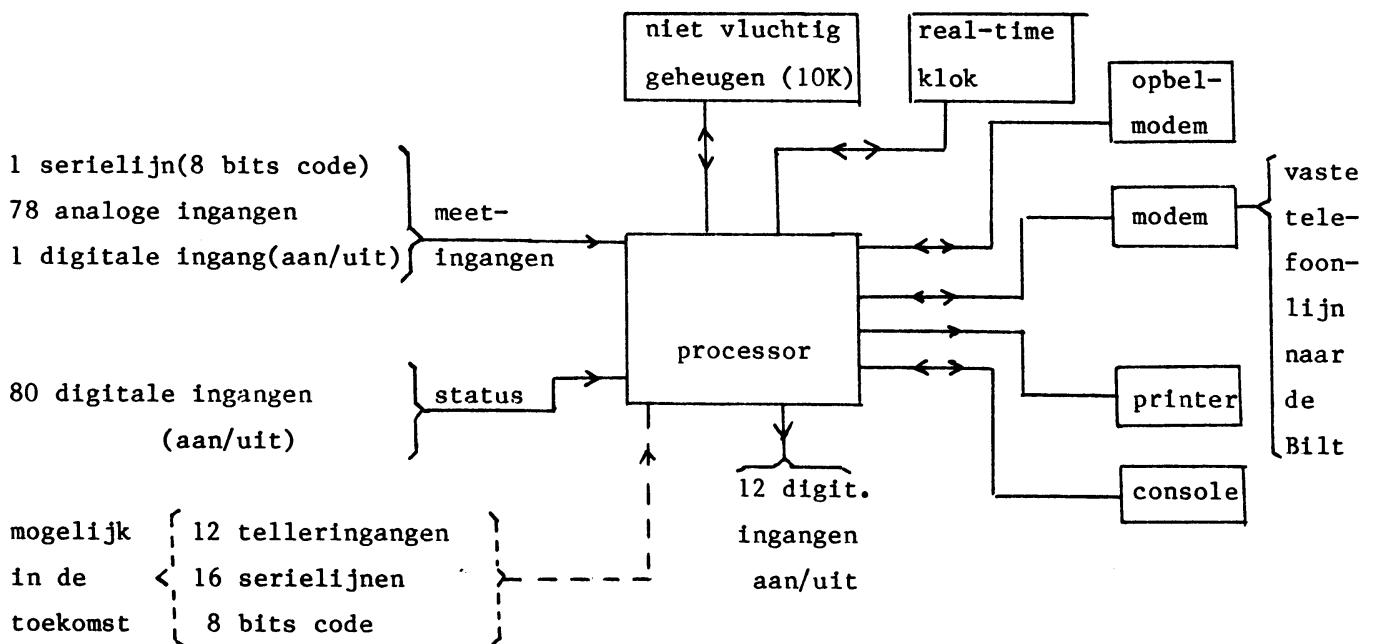 niet vluchtig
geheugen (10K)
real-time
klok
opbel-
modem
1 serielijn(8 bits code)
78 analoge ingangen
1 digitale ingang(aan/uit)
meet-
ingangen
modem
vaste
tele-
foon-
lijn
naar
de
Bilt
processor
80 digitale ingangen
(aan/uit)
status
printer
console
12 digit.
ingangen
aan/uit
mogelijk
in de
toekomst
12 telleringangen
16 serielijnen
8 bits code